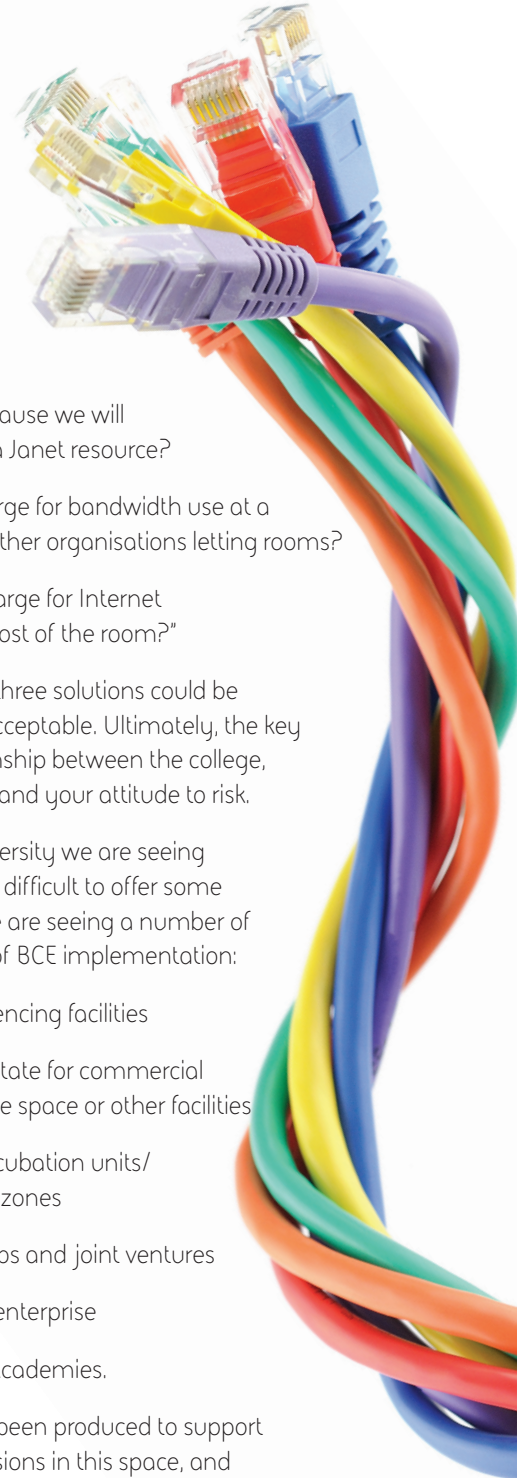 ause we will
a Janet resource?
rge for bandwidth use at a
ther organisations letting rooms?
arge for Internet
ost of the room?"
three solutions could be
cceptable. Ultimately, the key
nship between the college,
and your attitude to risk.
versity we are seeing
difficult to offer some
e are seeing a number of
of BCE implementation:
encing facilities
tate for commercial
e space or other facilities
cubation units/
zones
ps and joint ventures
enterprise
academies.
been produced to support
sions in this space, and